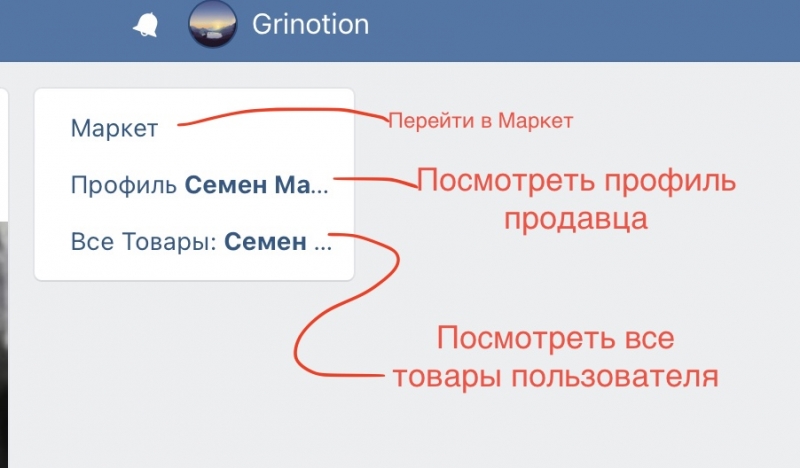 Grinotion
Маркет
Перейти в Маркет
Профиль Семен Ма...
Посмотреть профиль
продавца
Все Товары: Семен ...
Посмотреть все
товары пользователя